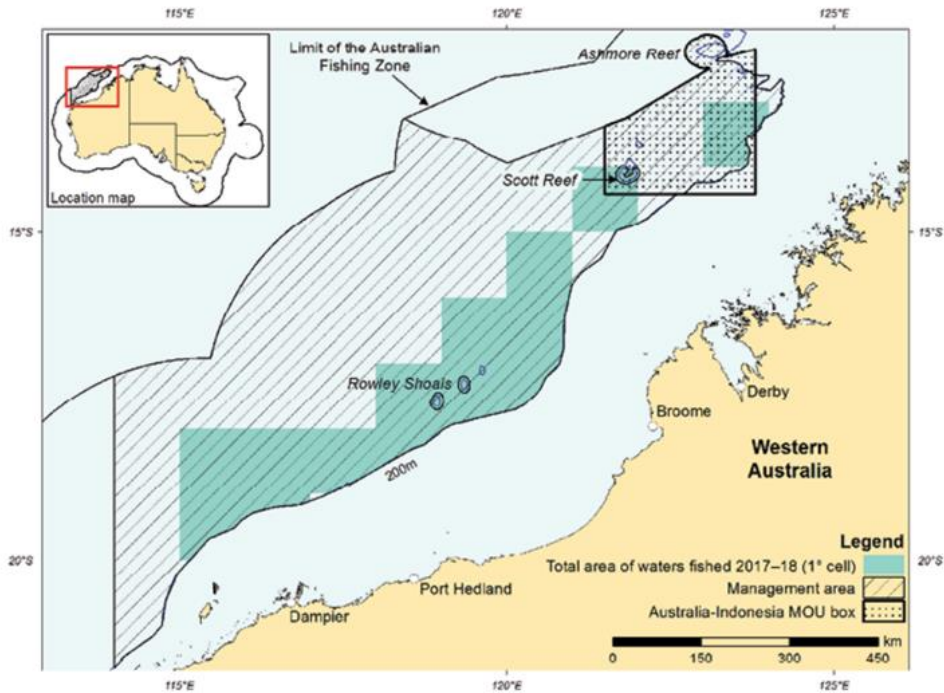 115°E 120°E 125°E
Limit of the Australian
Fishing Zone
Ashmore Reef
Scott Reef
Location map
15°S 15°S
Rowley Shoals
Derby
Broome
Western
Australia
200m
20°S 20°S
Legend
Total area of waters fished 2017–18 (1° cell)
Port Hedland
Management area
Dampier
Australia-Indonesia MOU box
km
0 150 300 450
115°E 120°E 125°E